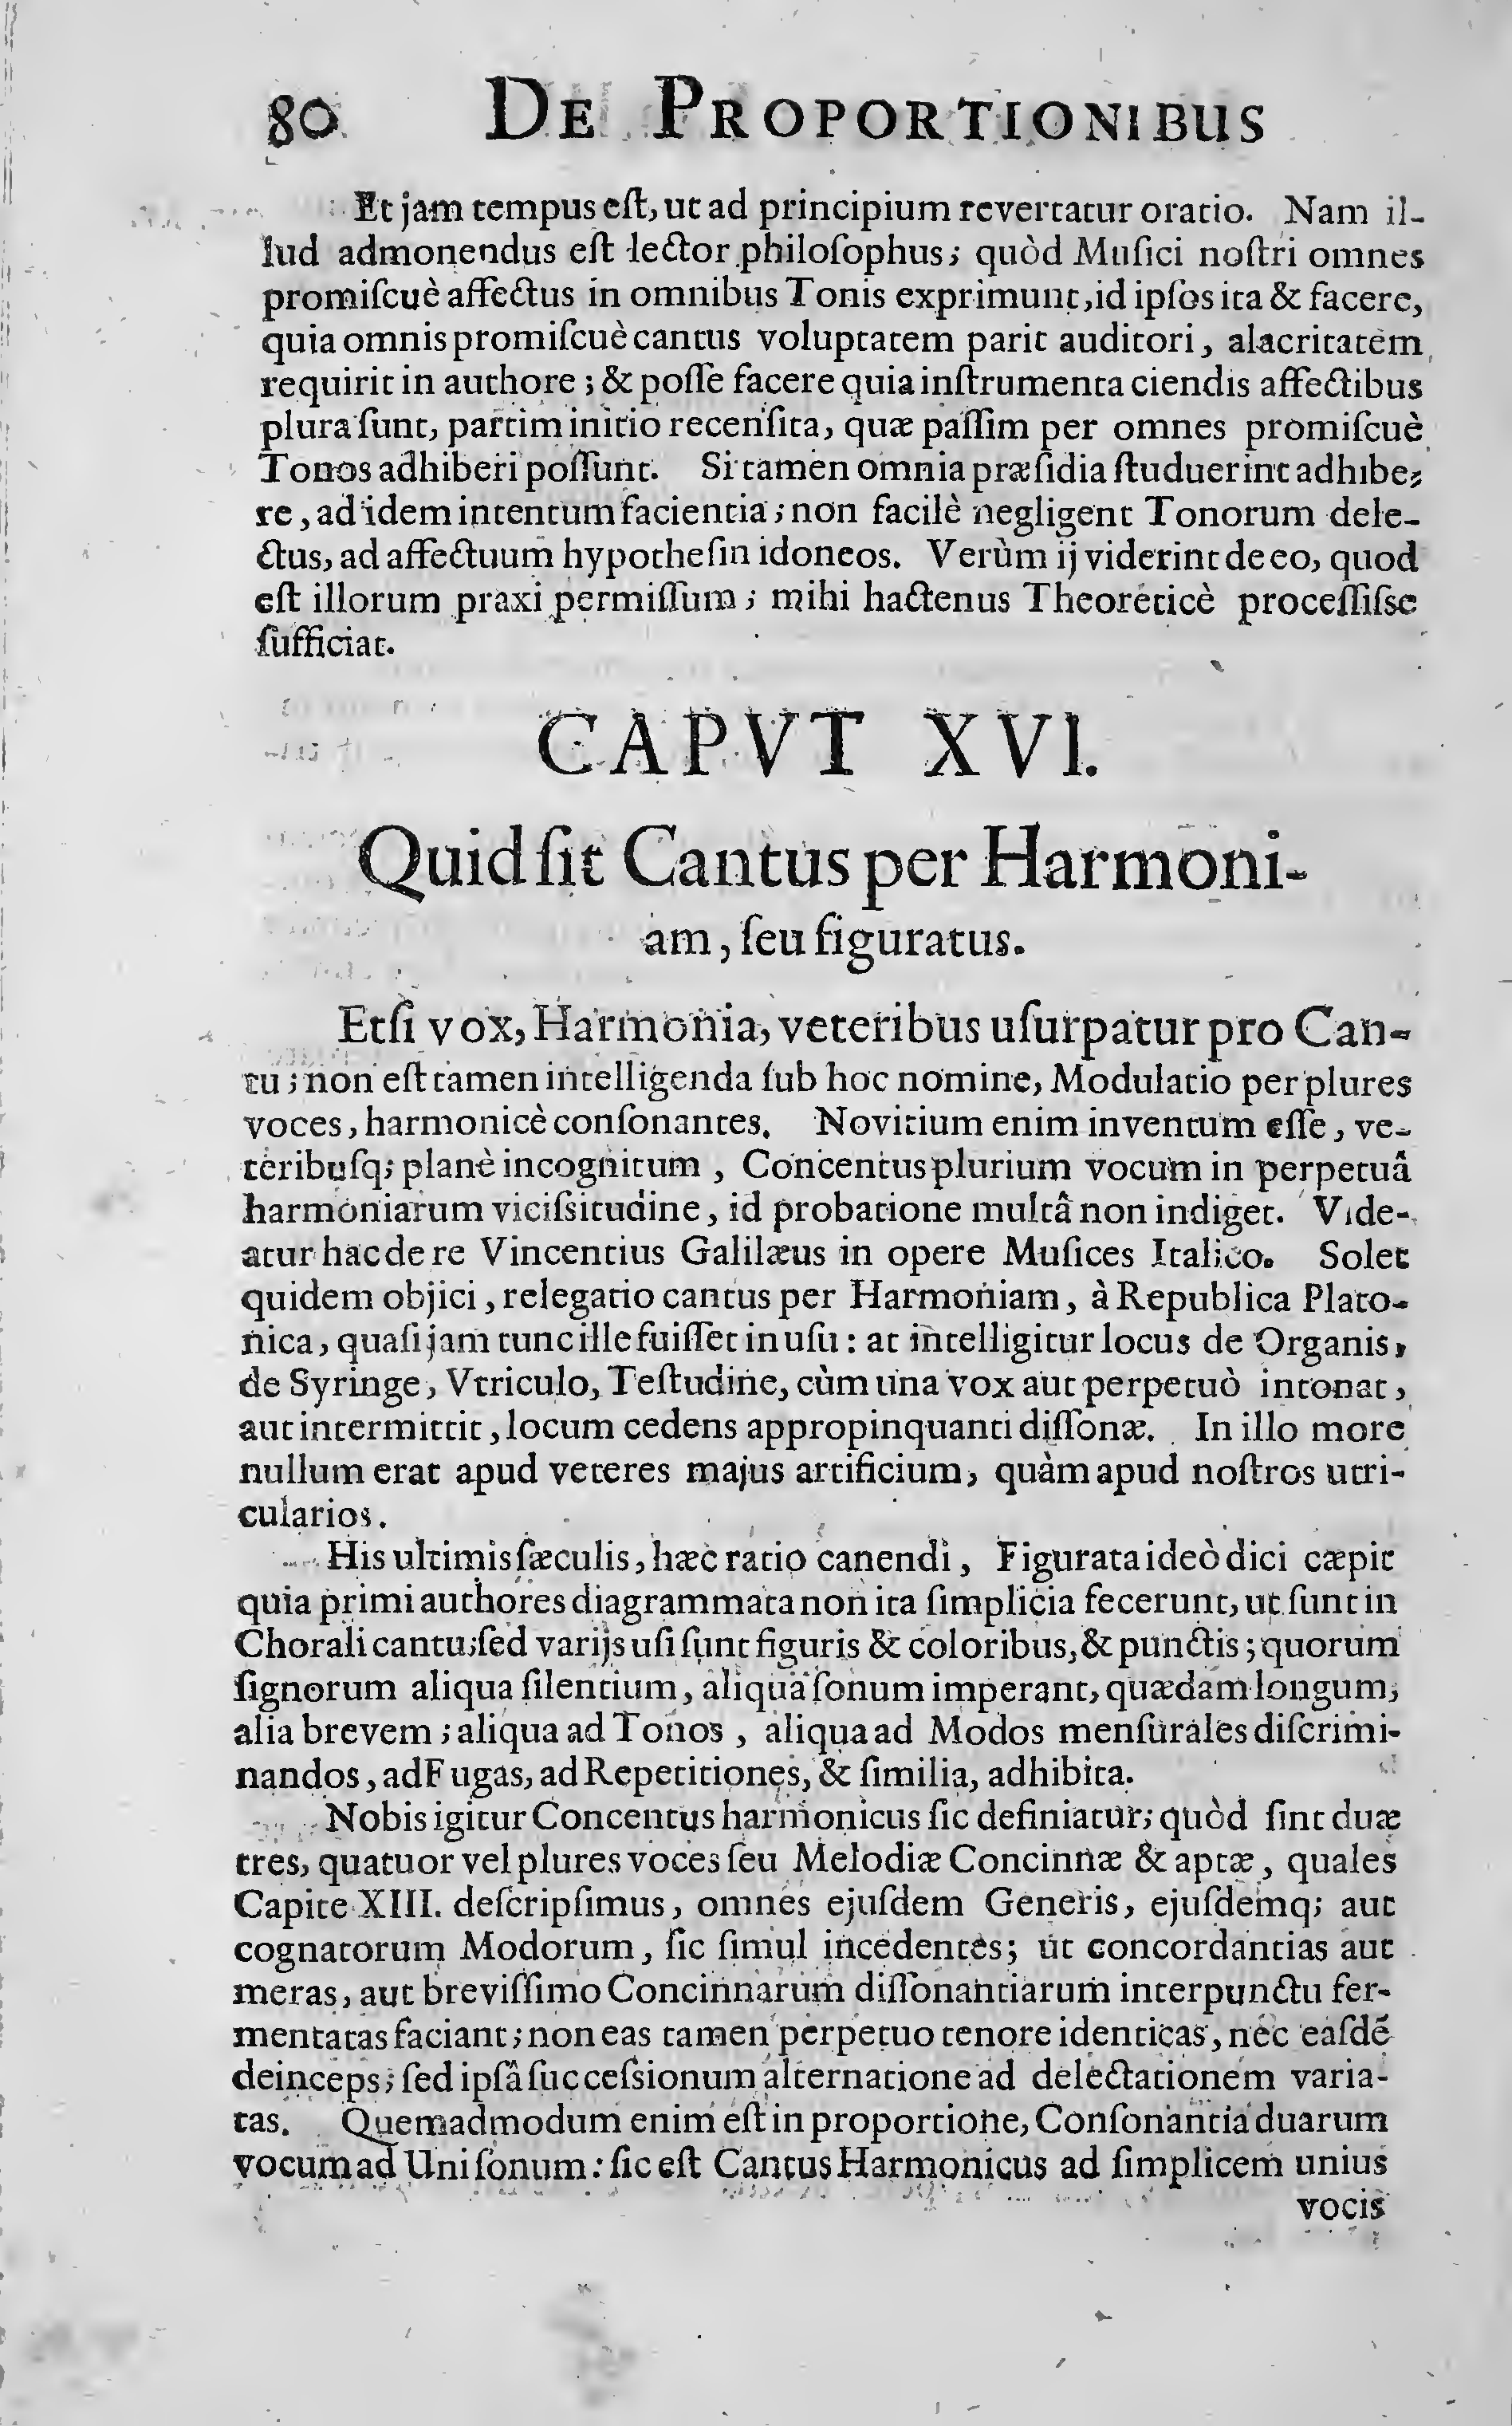 80 DE PROPORTIONIBUS
Et jam tempus eſt, ut ad principium revertatur oratio. Nam il-
lud admonendus eſt lector philoſophus; quòd Muſici noſtri omnes
promiſcuè affectus in omnibus Tonis exprimunt, id ipſos ita & facere,
quia omnis promiſcuè cantus voluptatem parit auditori, alacritatem
requirit in authore; & poſſe facere quia inſtrumenta ciendis affectibus
plura ſunt, partim initio recenſita, quæ paſſim per omnes promiſcuè
Tonos adhiberi poſſunt. Si tamen omnia præſidia ſtuduerint adhibe-
re, ad idem intentum facientia; non facilè negligent Tonorum dele-
ctus, ad affectuum hypotheſin idoneos. Verùm ij viderint de eo, quod
eſt illorum praxi permiſſum; mihi hactenus Theoreticè proceſſiſse
ſufficiat.
CAPVT XVI.
Quid ſit Cantus per Harmoni-
am, ſeu figuratus.
Etſi vox, Harmonia, veteribus uſurpatur pro Can-
tu; non eſt tamen intelligenda ſub hoc nomine, Modulatio per plures
voces, harmonicè conſonantes. Novitium enim inventum eſſe, ve-
teribuſq; planè incognitum, Concentus plurium vocum in perpetuâ
harmoniarum viciſsitudine, id probatione multâ non indiget. Vide-
atur hac de re Vincentius Galilæus in opere Muſices Italico. Solet
quidem objici, relegatio cantus per Harmoniam, à Republica Plato-
nica, quaſi jam tunc ille fuiſſet in uſu: at intelligitur locus de Organis,
de Syringe, Vtriculo, Teſtudine, cùm una vox aut perpetuò intonat,
aut intermittit, locum cedens appropinquanti diſſonæ. In illo more
nullum erat apud veteres majus artificium, quàm apud noſtros utri-
cularios.
His ultimis ſæculis, hæc ratio canendi, Figurata ideò dici cæpit
quia primi authores diagrammata non ita ſimplicia fecerunt, ut ſunt in
Chorali cantu; ſed varijs uſi ſunt figuris & coloribus, & punctis; quorum
ſignorum aliqua ſilentium, aliqua ſonum imperant, quædam longum,
alia brevem; aliqua ad Tonos, aliqua ad Modos menſurales diſcrimi-
nandos, ad Fugas, ad Repetitiones, & ſimilia, adhibita.
Nobis igitur Concentus harmonicus ſic definiatur; quòd ſint duæ
tres, quatuor vel plures voces ſeu Melodiæ Concinnæ & aptæ, quales
Capite XIII. deſcripſimus, omnes ejuſdem Generis, ejuſdemq; aut
cognatorum Modorum, ſic ſimul incedentes; ut concordantias aut
meras, aut breviſſimo Concinnarum diſſonantiarum interpunctu fer-
mentatas faciant; non eas tamen perpetuo tenore identicas, nec eaſdē
deinceps; ſed ipſâ ſucceſsionum alternatione ad delectationem varia-
tas. Quemadmodum enim eſt in proportione, Conſonantia duarum
vocum ad Uniſonum: ſic eſt Cantus Harmonicus ad ſimplicem unius
vocis